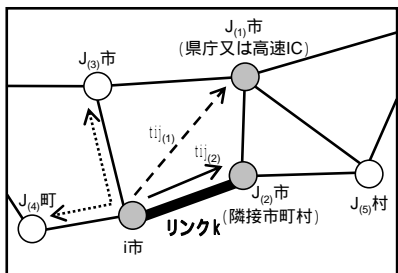 J(1)市
(県庁又は高速IC)
J(3)市
tij(1)
tij(2)
J(4)町
J(2)市
(隣接市町村)
J(5)村
i市
リンクk